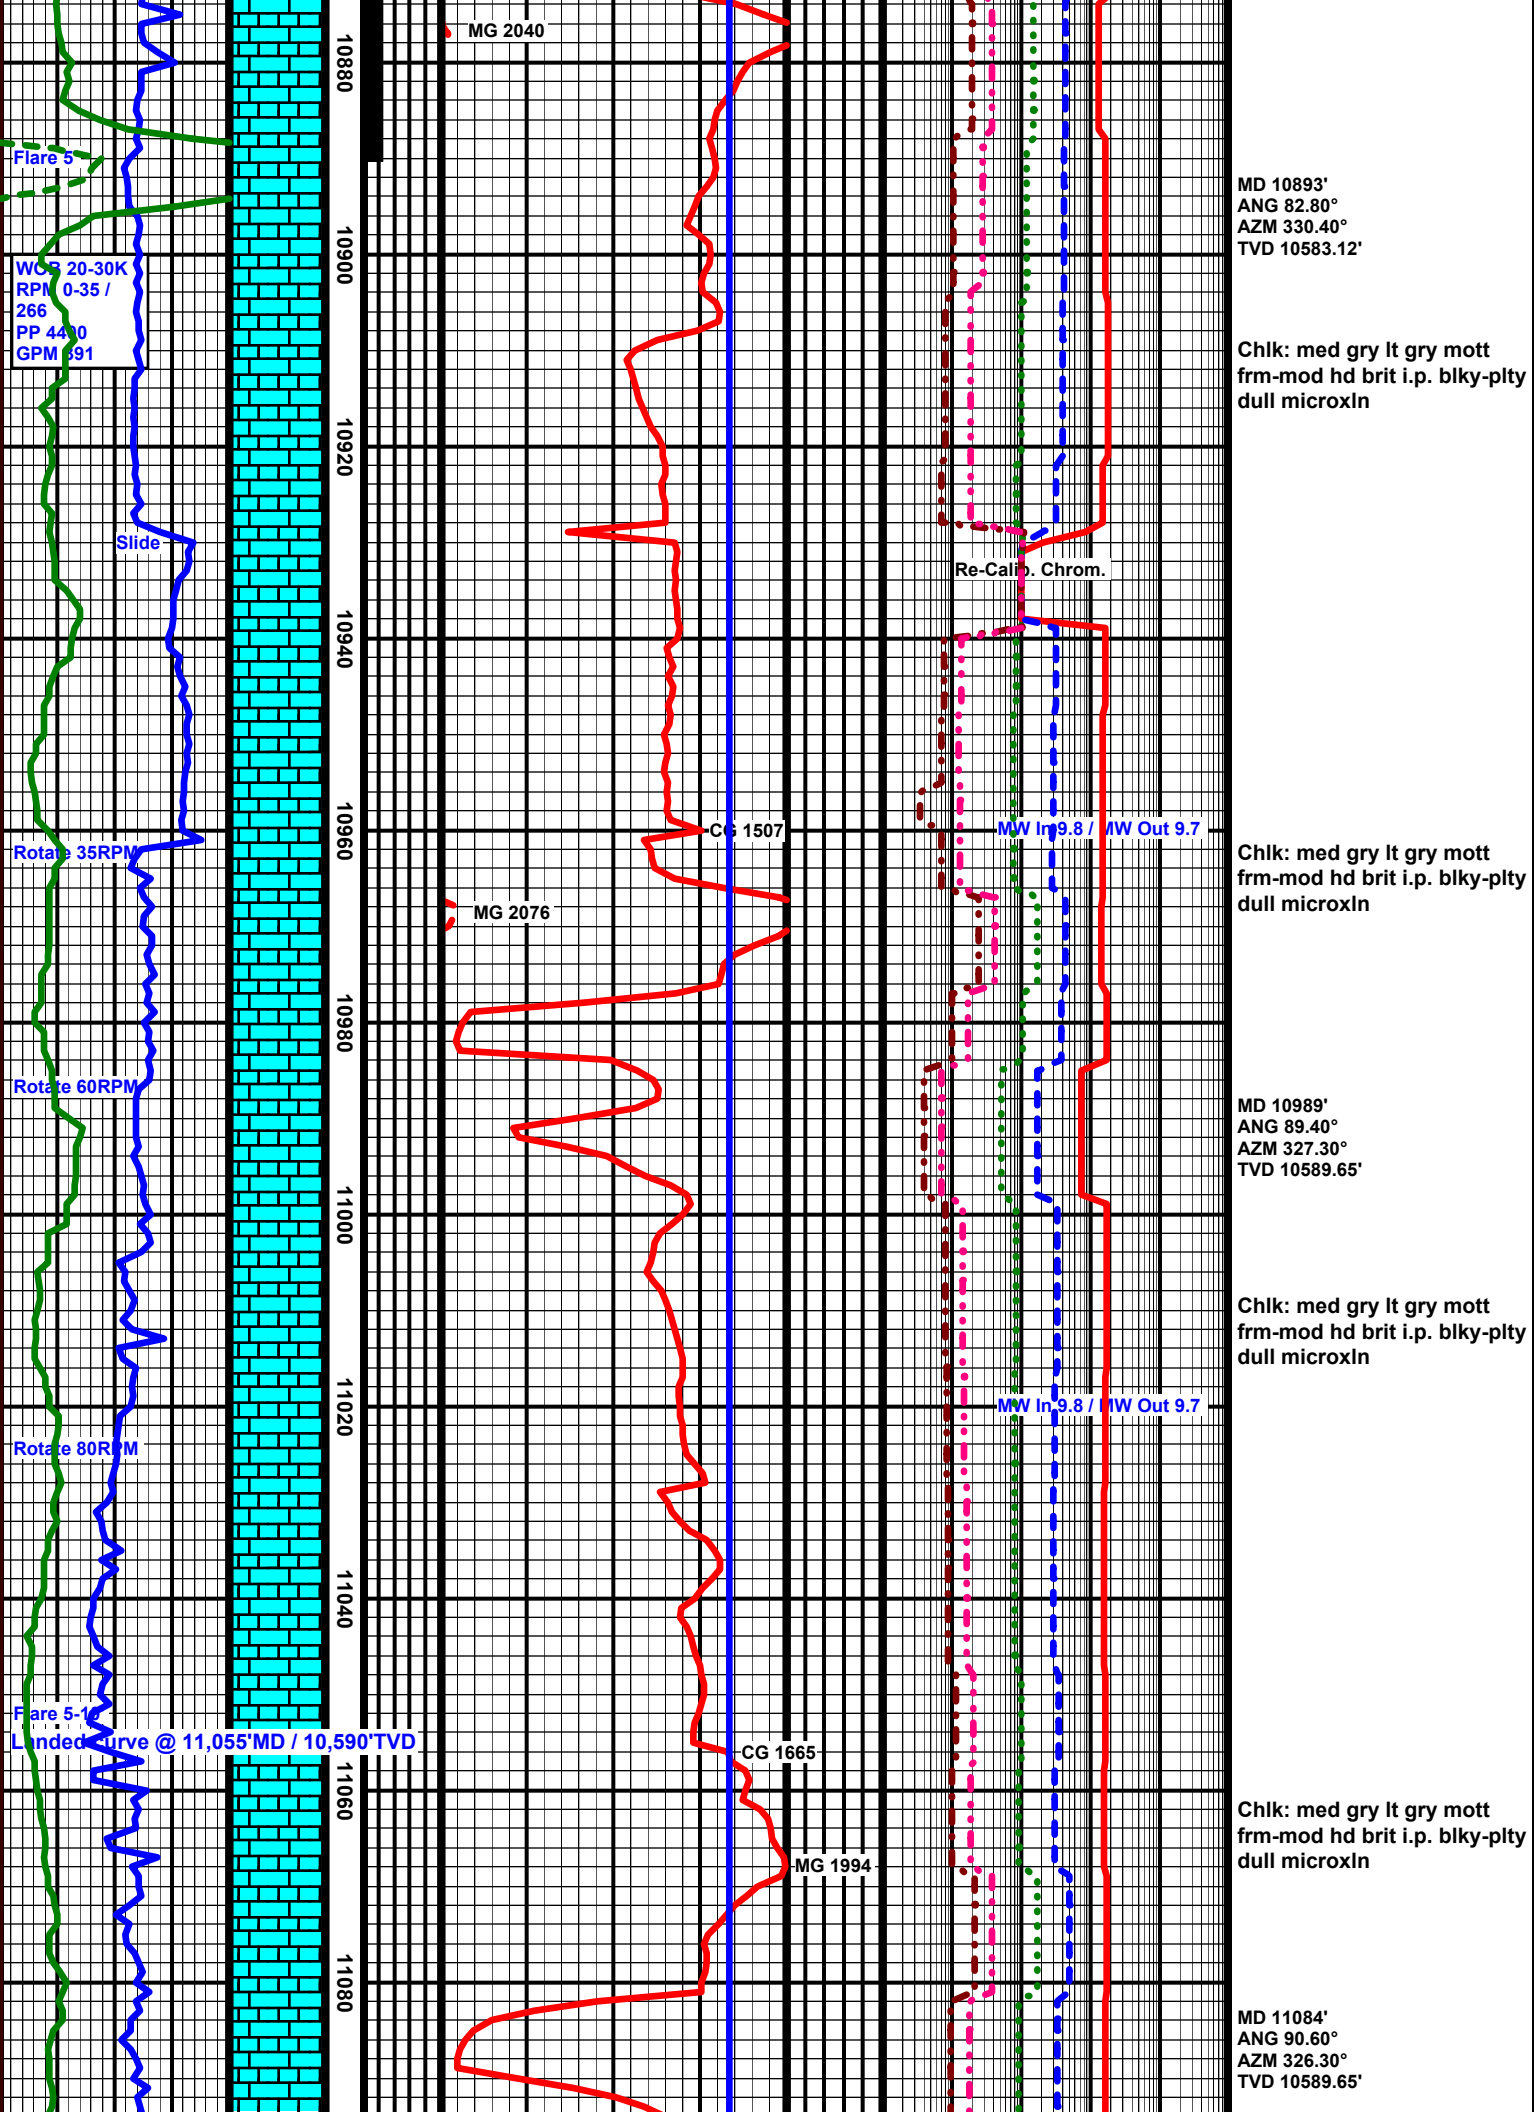 MG 2040
10880
Flare 5
MD 10893'
ANG 82.80°
AZM 330.40°
TVD 10583.12'
10900
WOB 20-30K
RPM 0-35 /
266
PP 4400
GPM 391
Chlk: med gry lt gry mott
frm-mod hd brit i.p. blky-plty
dull microxln
10920
Slide
Re-Calib. Chrom.
10940
CG 1507
MW In 9.8 / MW Out 9.7
10960
Rotate 35RPM
Chlk: med gry lt gry mott
frm-mod hd brit i.p. blky-plty
dull microxln
MG 2076
10980
Rotate 60RPM
MD 10989'
ANG 89.40°
AZM 327.30°
TVD 10589.65'
11000
Chlk: med gry lt gry mott
frm-mod hd brit i.p. blky-plty
dull microxln
MW In 9.8 / MW Out 9.7
11020
Rotate 80RPM
11040
Flare 5-10
Landed Curve @ 11,055'MD / 10,590'TVD
CG 1665
11060
Chlk: med gry lt gry mott
frm-mod hd brit i.p. blky-plty
dull microxln
MG 1994
11080
MD 11084'
ANG 90.60°
AZM 326.30°
TVD 10589.65'